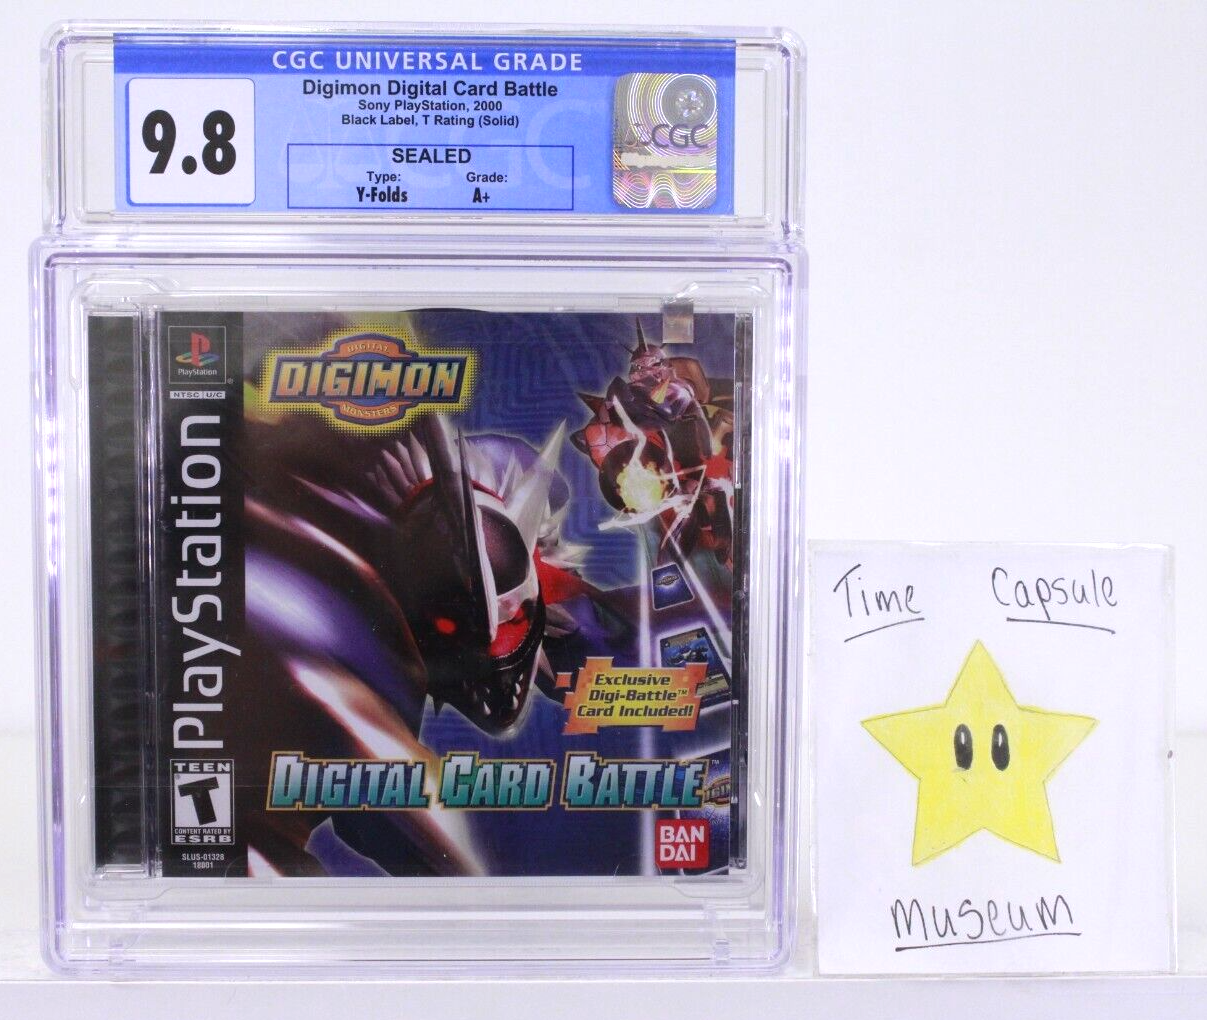 CGC UNIVERSAL GRADE
9.8
Digimon Digital Card Battle
Sony PlayStation, 2000
Black Label, T Rating (Solid)
SEALED
Type: Grade:
Y-Folds A+
CGC
PlayStation
NTSC U/C
PlayStation
TEEN
T
CONTENT RATED BY
ESRB
SLUS-01328
18801
DIGITAL
DIGIMON
MONSTERS
Exclusive
Digi-Battle™
Card Included!
DIGITAL CARD BATTLE™
BAN
DAI
Time Capsule
Museum